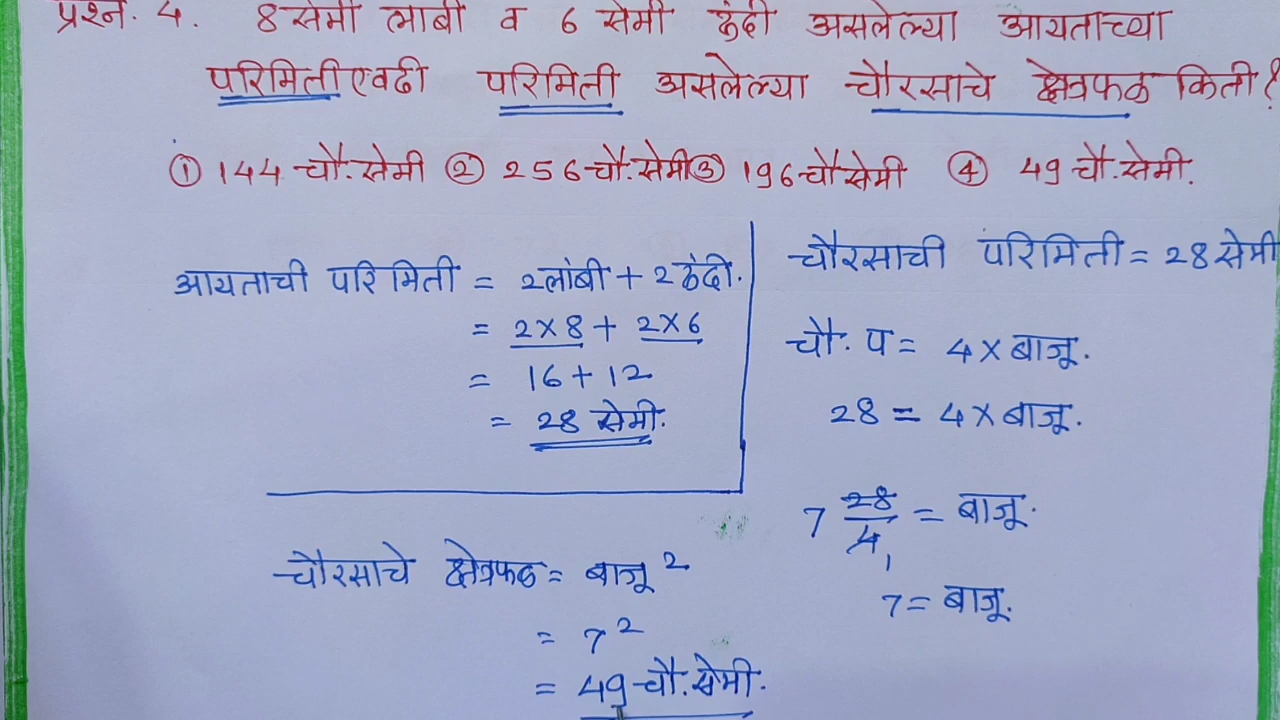 प्रश्न. 4. 8 सेमी लांबी व 6 सेमी रुंदी असलेल्या आयताच्या
परिमितीएवढी परिमिती असलेल्या चौरसाचे क्षेत्रफळ किती?
① 144 चौ.सेमी ② 256 चौ.सेमी ③ 196 चौ सेमी ④ 49 चौ.सेमी.
आयताची परिमिती = 2लांबी + 2रुंदी.
= 2×8 + 2×6
= 16 + 12
= 28 सेमी.
चौरसाची परिमिती = 28 सेमी
चौ. प = 4 × बाजू.
28 = 4 × बाजू.
7 28/4 1 = बाजू.
7 = बाजू.
चौरसाचे क्षेत्रफळ = बाजू²
= 7²
= 49 चौ.सेमी.